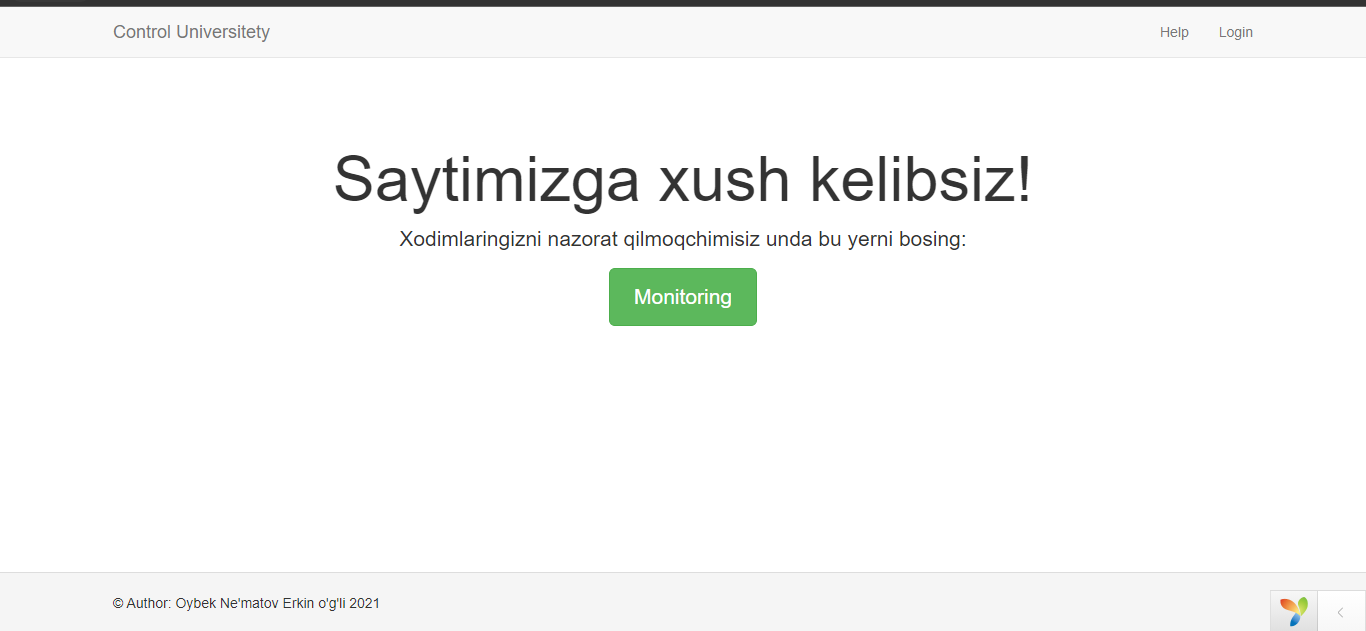 Control Universitety
Help
Login
Saytimizga xush kelibsiz!
Xodimlaringizni nazorat qilmoqchimisiz unda bu yerni bosing:
Monitoring
© Author: Oybek Ne'matov Erkin o'g'li 2021